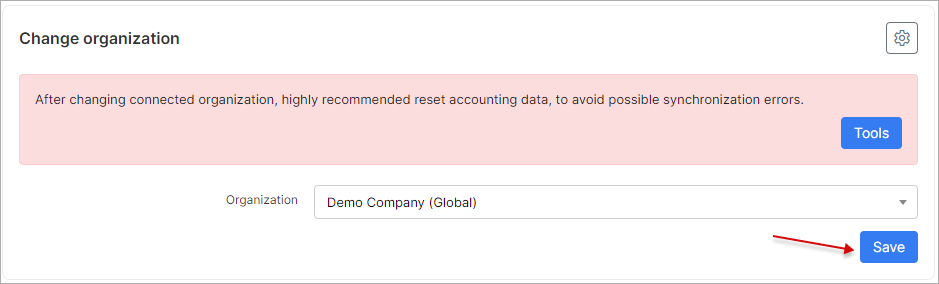 Change organization
After changing connected organization, highly recommended reset accounting data, to avoid possible synchronization errors.
Tools
Organization
Demo Company (Global)
Save